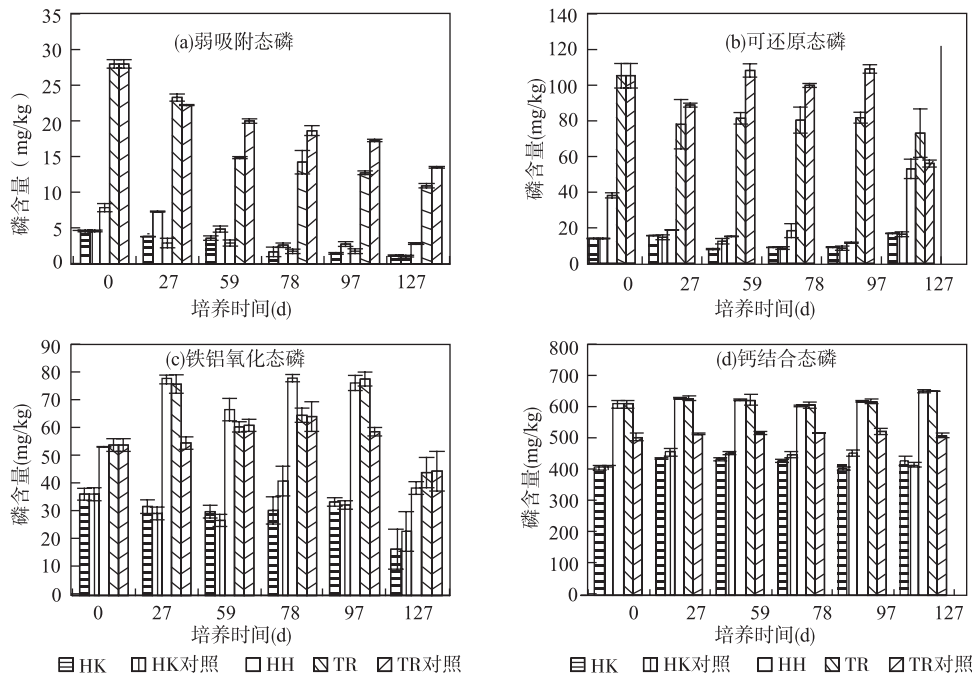 (a)弱吸附态磷
磷含量（mg/kg）
35
30
25
20
15
10
5
0
0 27 59 78 97 127
培养时间(d)
(b)可还原态磷
磷含量(mg/kg)
140
120
100
80
60
40
20
0
0 27 59 78 97 127
培养时间(d)
(c)铁铝氧化态磷
磷含量(mg/kg)
90
80
70
60
50
40
30
20
10
0
0 27 59 78 97 127
培养时间(d)
HK HK对照 HH TR TR对照
(d)钙结合态磷
磷含量(mg/kg)
800
700
600
500
400
300
200
100
0
0 27 59 78 97 127
培养时间(d)
HK HK对照 HH TR TR对照